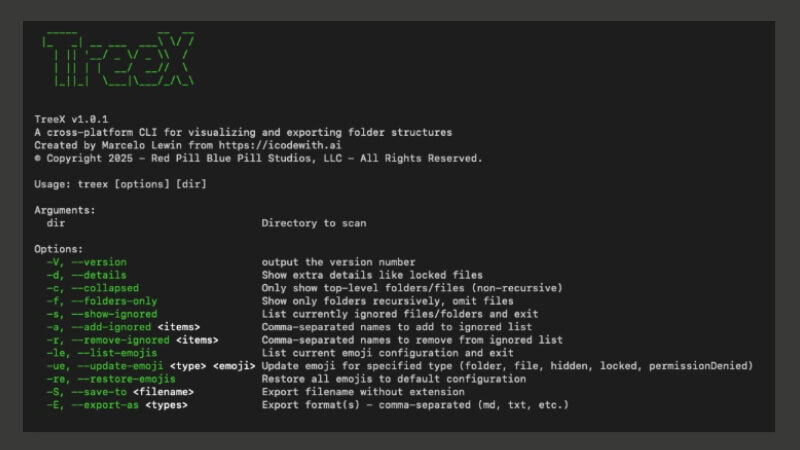 TreeX
TreeX v1.0.1
A cross-platform CLI for visualizing and exporting folder structures
Created by Marcelo Lewin from https://icodewith.ai
© Copyright 2025 - Red Pill Blue Pill Studios, LLC - All Rights Reserved.
Usage: treex [options] [dir]
Arguments:
dir Directory to scan
Options:
-V, --version output the version number
-d, --details Show extra details like locked files
-c, --collapsed Only show top-level folders/files (non-recursive)
-f, --folders-only Show only folders recursively, omit files
-s, --show-ignored List currently ignored files/folders and exit
-a, --add-ignored <items> Comma-separated names to add to ignored list
-r, --remove-ignored <items> Comma-separated names to remove from ignored list
-le, --list-emojis List current emoji configuration and exit
-ue, --update-emoji <type> <emoji> Update emoji for specified type (folder, file, hidden, locked, permissionDenied)
-re, --restore-emojis Restore all emojis to default configuration
-S, --save-to <filename> Export filename without extension
-E, --export-as <types> Export format(s) - comma-separated (md, txt, etc.)